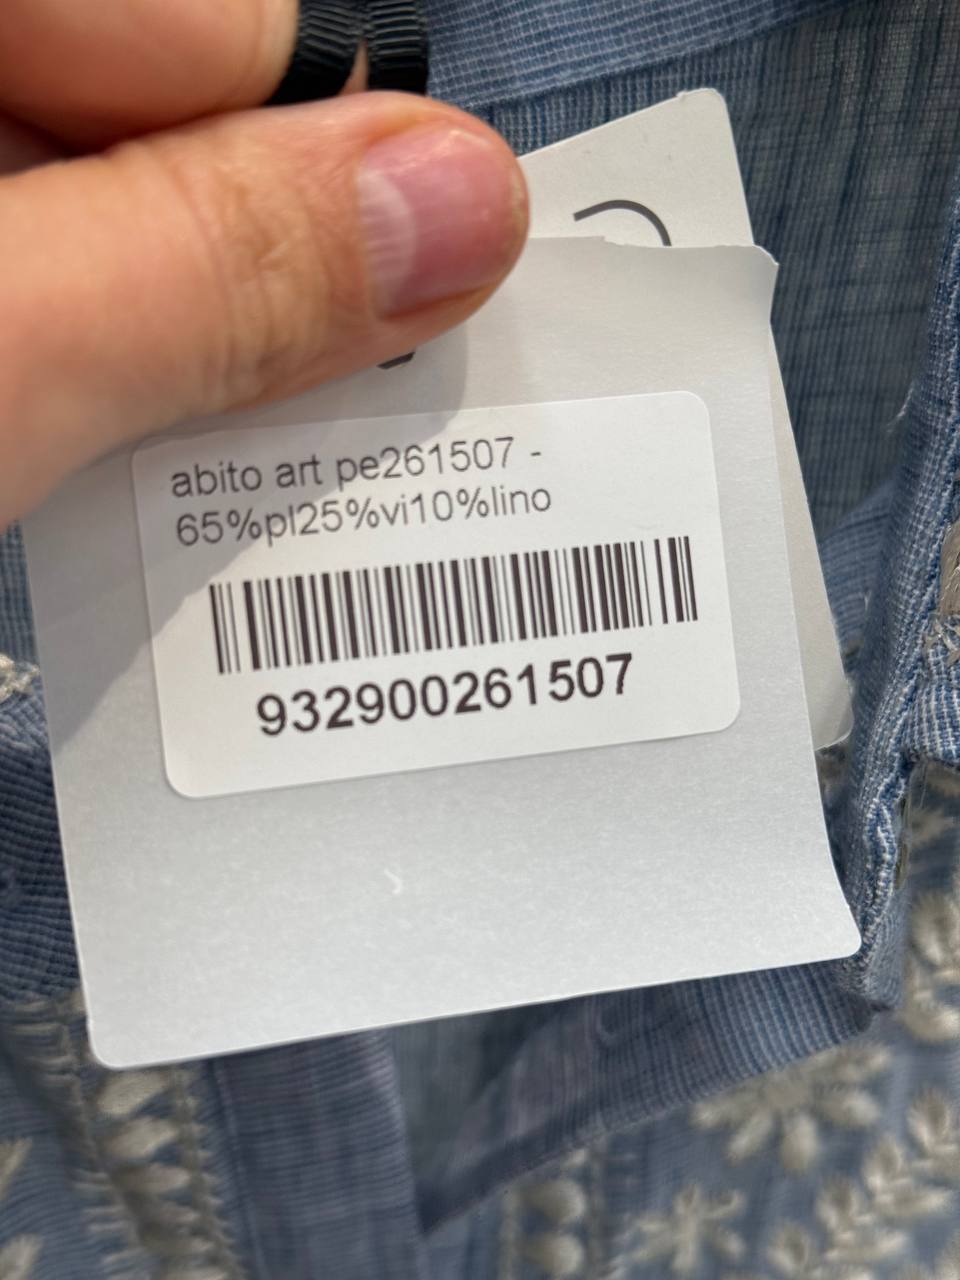 abito art pe261507 -
65%pl25%vi10%lino
932900261507